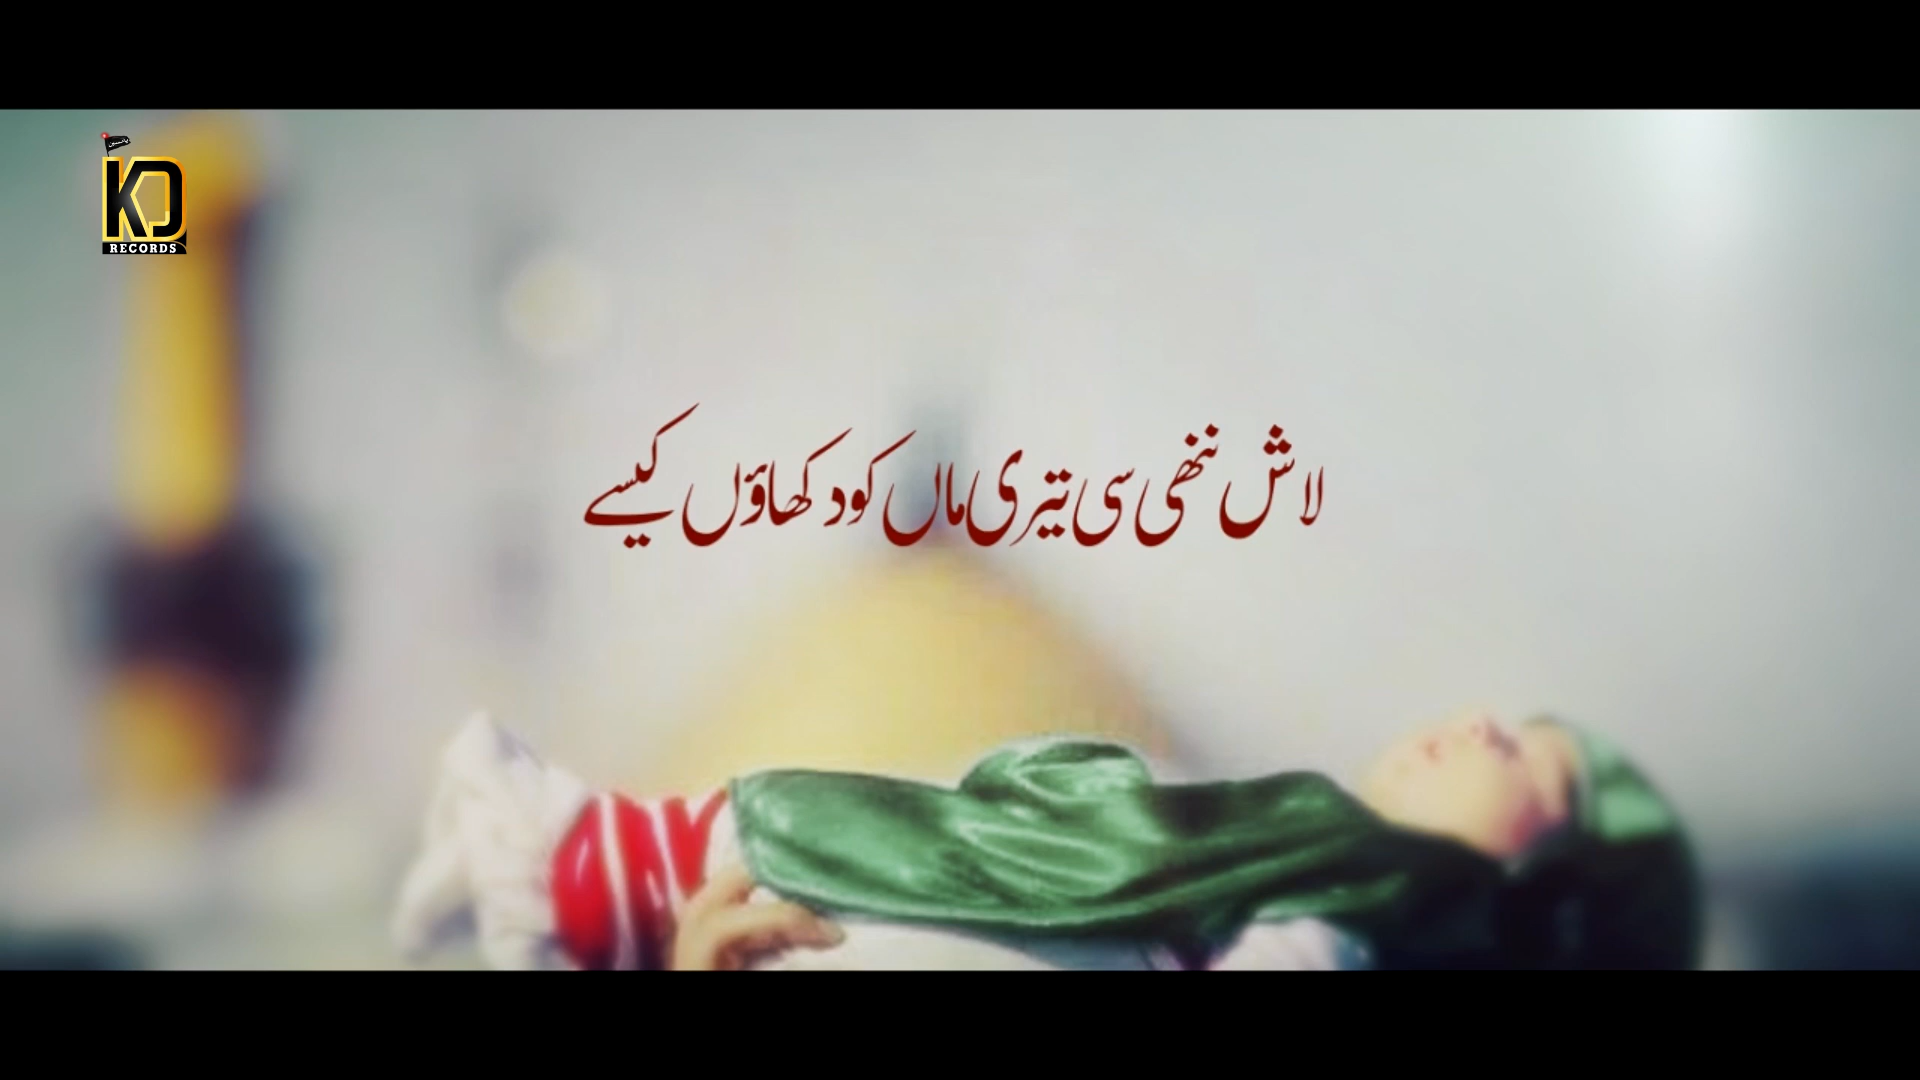 KD
RECORDS
لاش ننھی سی تیری ماں کو دکھاؤں کیسے